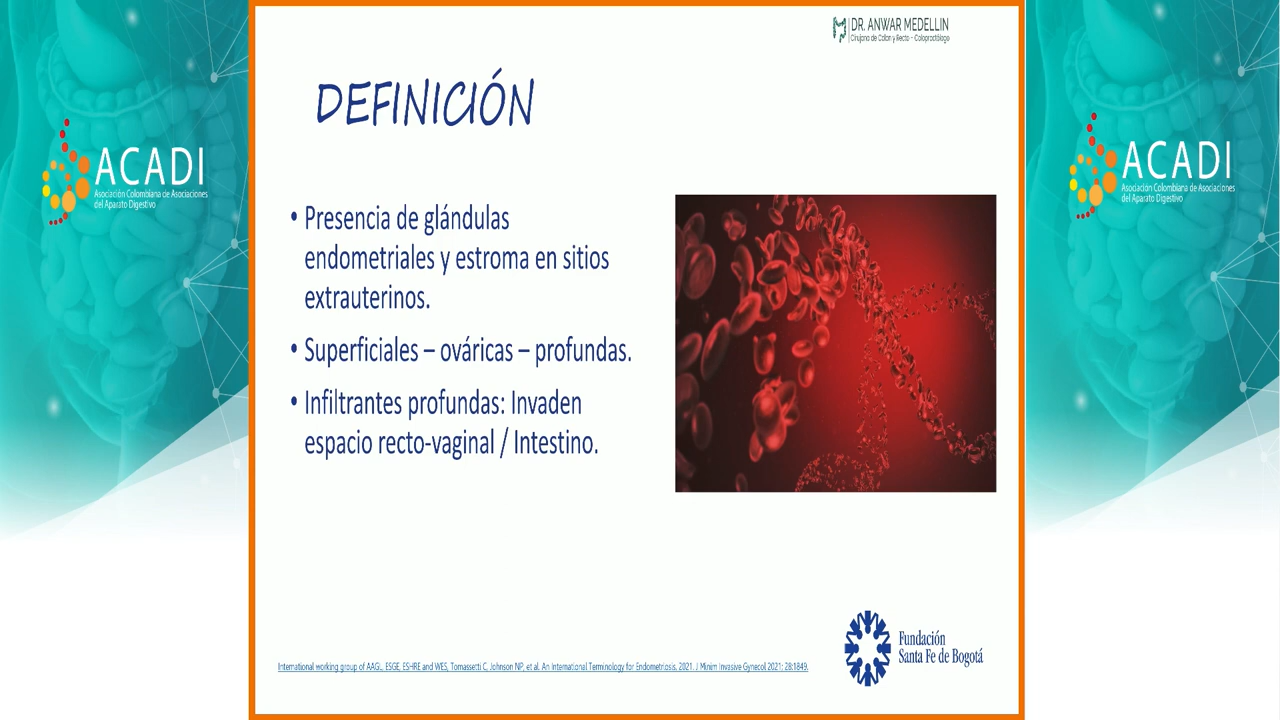 DR. ANWAR MEDELLIN
Cirujano de Colon y Recto - Coloproctólogo
DEFINICIÓN
ACADI
Asociación Colombiana de Asociaciones
del Aparato Digestivo
ACADI
Asociación Colombiana de Asociaciones
del Aparato Digestivo
• Presencia de glándulas
endometriales y estroma en sitios
extrauterinos.
• Superficiales – ováricas – profundas.
• Infiltrantes profundas: Invaden
espacio recto-vaginal / Intestino.
Fundación
Santa Fe de Bogotá
International working group of AAGL, ESGE, ESHRE and WES, Tomassetti C, Johnson NP, et al. An International Terminology for Endometriosis, 2021. J Minim Invasive Gynecol 2021; 28:1849.